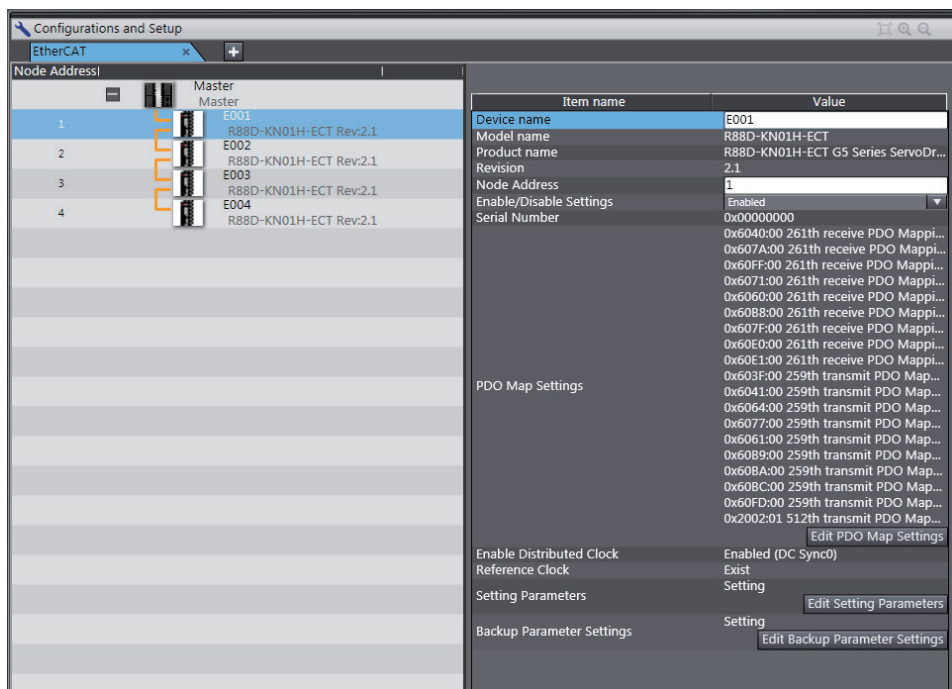 Configurations and Setup
EtherCAT × +
Node Address
Master
Master
1 E001
R88D-KN01H-ECT Rev:2.1
2 E002
R88D-KN01H-ECT Rev:2.1
3 E003
R88D-KN01H-ECT Rev:2.1
4 E004
R88D-KN01H-ECT Rev:2.1
Item name Value
Device name E001
Model name R88D-KN01H-ECT
Product name R88D-KN01H-ECT G5 Series ServoDr...
Revision 2.1
Node Address 1
Enable/Disable Settings Enabled
Serial Number 0x00000000
PDO Map Settings
0x6040:00 261th receive PDO Mappi...
0x607A:00 261th receive PDO Mappi...
0x60FF:00 261th receive PDO Mappi...
0x6071:00 261th receive PDO Mappi...
0x6060:00 261th receive PDO Mappi...
0x60B8:00 261th receive PDO Mappi...
0x607F:00 261th receive PDO Mappi...
0x60E0:00 261th receive PDO Mappi...
0x60E1:00 261th receive PDO Mappi...
0x603F:00 259th transmit PDO Map...
0x6041:00 259th transmit PDO Map...
0x6064:00 259th transmit PDO Map...
0x6077:00 259th transmit PDO Map...
0x6061:00 259th transmit PDO Map...
0x60B9:00 259th transmit PDO Map...
0x60BA:00 259th transmit PDO Map...
0x60BC:00 259th transmit PDO Map...
0x60FD:00 259th transmit PDO Map...
0x2002:01 512th transmit PDO Map...
Edit PDO Map Settings
Enable Distributed Clock Enabled (DC Sync0)
Reference Clock Exist
Setting Parameters Setting
Edit Setting Parameters
Backup Parameter Settings Setting
Edit Backup Parameter Settings